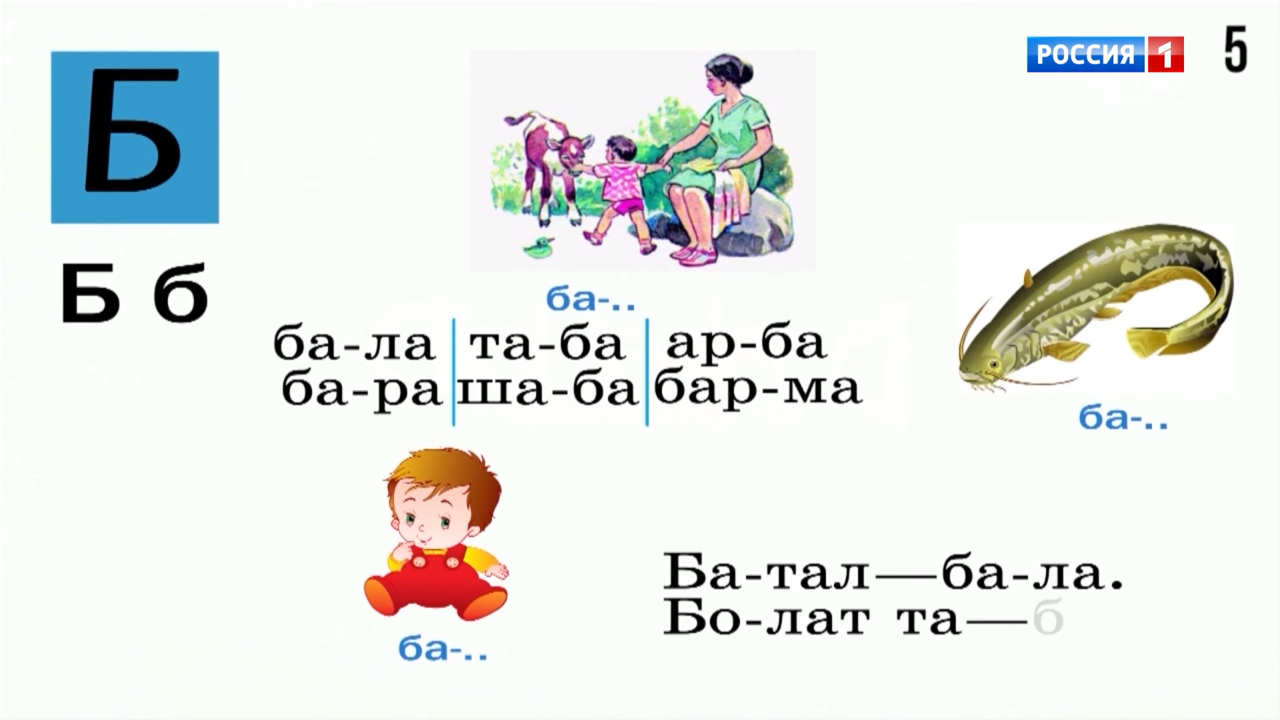 Б
РОССИЯ 1
5
Б б
ба-..
ба-ла та-ба ар-ба
ба-ра ша-ба бар-ма
ба-..
ба-..
Ба-тал—ба-ла.
Бо-лат та—б